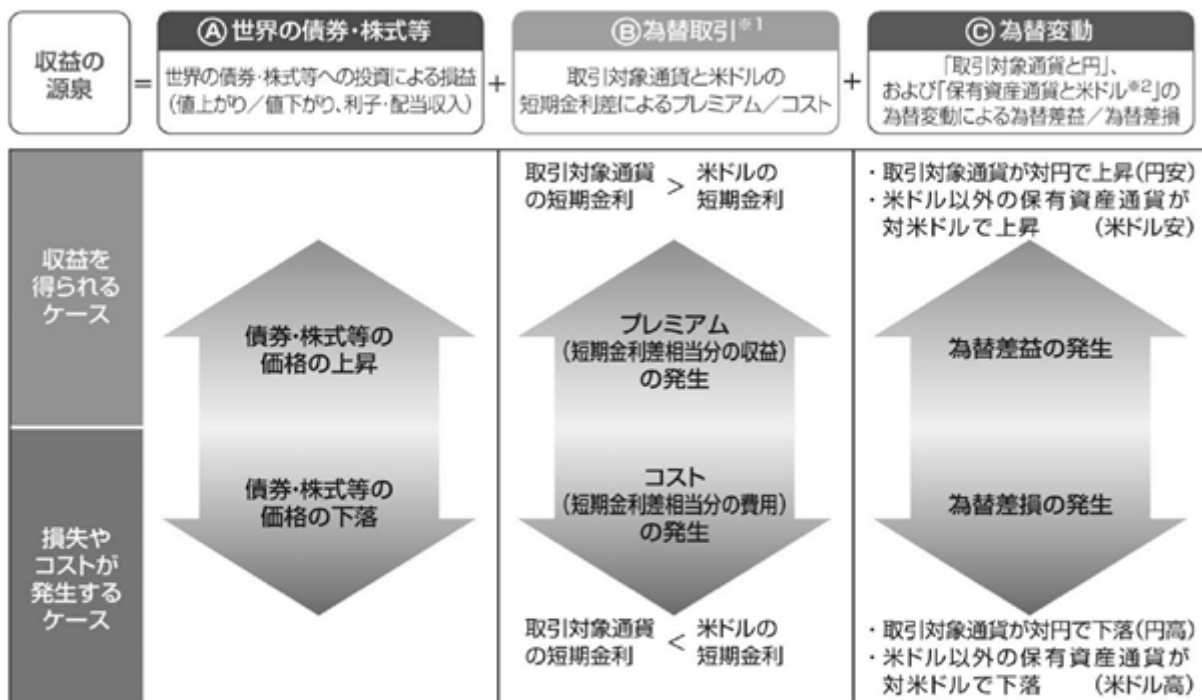 収益の
源泉
=
Ⓐ世界の債券・株式等
世界の債券・株式等への投資による損益
(値上がり/値下がり、利子・配当収入)
+
Ⓑ為替取引※1
取引対象通貨と米ドルの
短期金利差によるプレミアム/コスト
+
Ⓒ為替変動
「取引対象通貨と円」、
および「保有資産通貨と米ドル※2」の
為替変動による為替差益/為替差損
収益を
得られる
ケース
債券・株式等の
価格の上昇
取引対象通貨 > 米ドルの
の短期金利 短期金利
プレミアム
(短期金利差相当分の収益)
の発生
・取引対象通貨が対円で上昇(円安)
・米ドル以外の保有資産通貨が
対米ドルで上昇 (米ドル安)
為替差益の発生
損失や
コストが
発生する
ケース
債券・株式等の
価格の下落
コスト
(短期金利差相当分の費用)
の発生
取引対象通貨 < 米ドルの
の短期金利 短期金利
為替差損の発生
・取引対象通貨が対円で下落(円高)
・米ドル以外の保有資産通貨が
対米ドルで下落 (米ドル高)